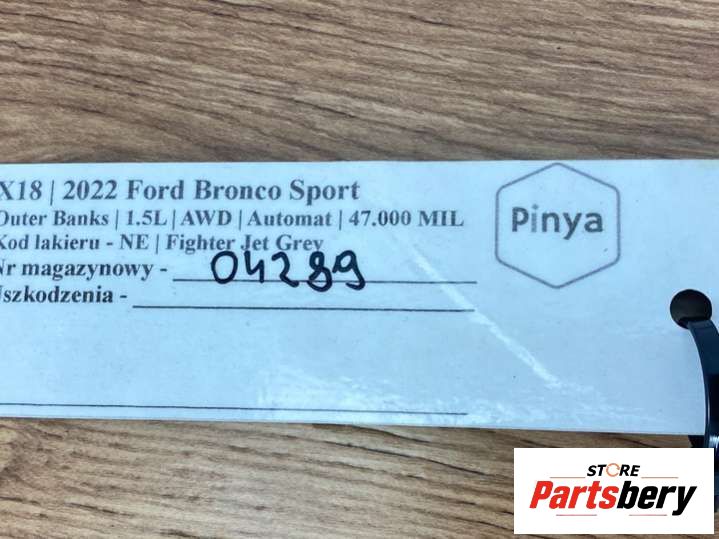 X18 | 2022 Ford Bronco Sport
Outer Banks | 1.5L | AWD | Automat | 47.000 MIL
Kod lakieru - NE | Fighter Jet Grey
Nr magazynowy - 04289
Uszkodzenia -
Pinya
STORE
Partsbery